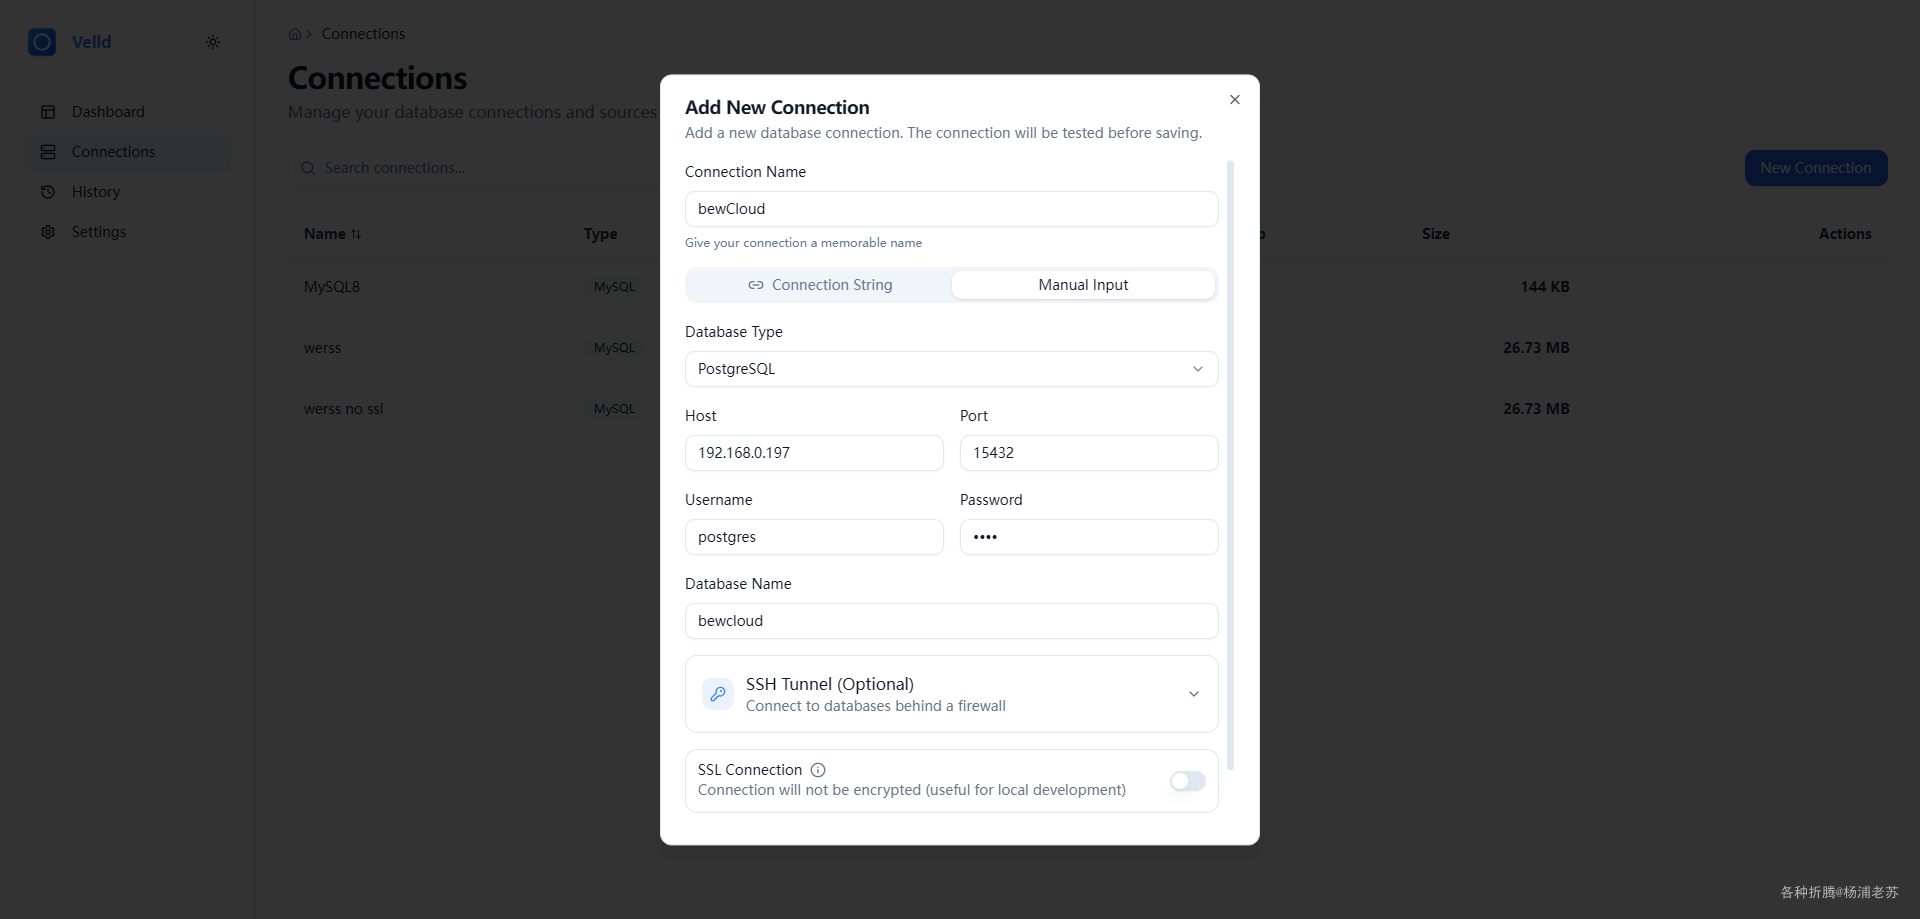 Velld
Dashboard
Connections
History
Settings
Connections
Connections
Manage your database connections and sources
Search connections...
New Connection
Name
Type
Size
Actions
MySQL8
MySQL
144 KB
werss
MySQL
26.73 MB
werss no ssl
MySQL
26.73 MB
Add New Connection
Add a new database connection. The connection will be tested before saving.
Connection Name
bewCloud
Give your connection a memorable name
Connection String
Manual Input
Database Type
PostgreSQL
Host
Port
192.168.0.197
15432
Username
Password
postgres
••••
Database Name
bewcloud
SSH Tunnel (Optional)
Connect to databases behind a firewall
SSL Connection
Connection will not be encrypted (useful for local development)
各种折腾@杨浦老苏